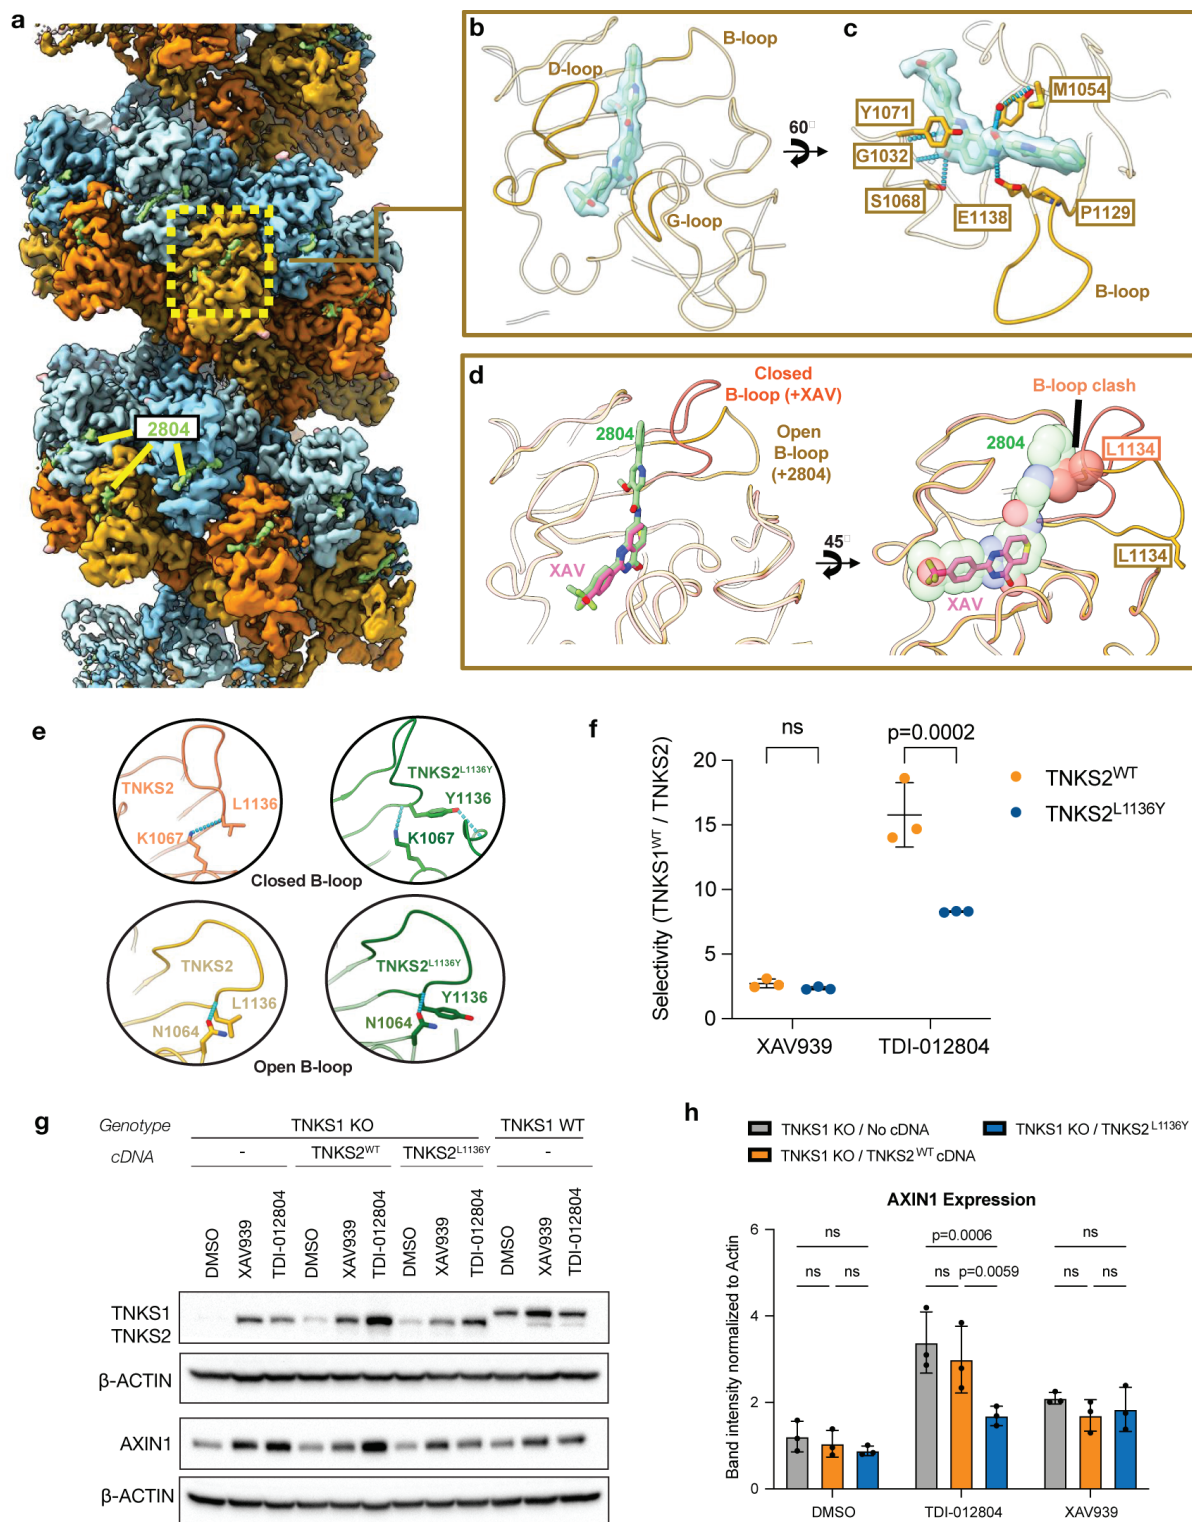 a
2804
b
B-loop
D-loop
G-loop
60□
c
M1054
Y1071
G1032
S1068
E1138
P1129
B-loop
d
Closed
B-loop (+XAV)
2804
Open
B-loop
(+2804)
XAV
45□
B-loop clash
2804
L1134
L1134
XAV
e
TNKS2
L1136
K1067
TNKS2L1136Y
Y1136
K1067
Closed B-loop
TNKS2
L1136
N1064
TNKS2L1136Y
Y1136
N1064
Open B-loop
f
ns
p=0.0002
20
15
10
5
0
Selectivity (TNKS1WT / TNKS2)
XAV939
TDI-012804
TNKS2WT
TNKS2L1136Y
g
Genotype
TNKS1 KO
TNKS1 WT
cDNA
-
TNKS2WT
TNKS2L1136Y
-
DMSO
XAV939
TDI-012804
DMSO
XAV939
TDI-012804
DMSO
XAV939
TDI-012804
DMSO
XAV939
TDI-012804
TNKS1
TNKS2
β-ACTIN
AXIN1
β-ACTIN
h
TNKS1 KO / No cDNA
TNKS1 KO / TNKS2L1136Y
TNKS1 KO / TNKS2WT cDNA
AXIN1 Expression
6
4
2
0
Band intensity normalized to Actin
ns
ns
ns
p=0.0006
ns
p=0.0059
ns
ns
ns
DMSO
TDI-012804
XAV939